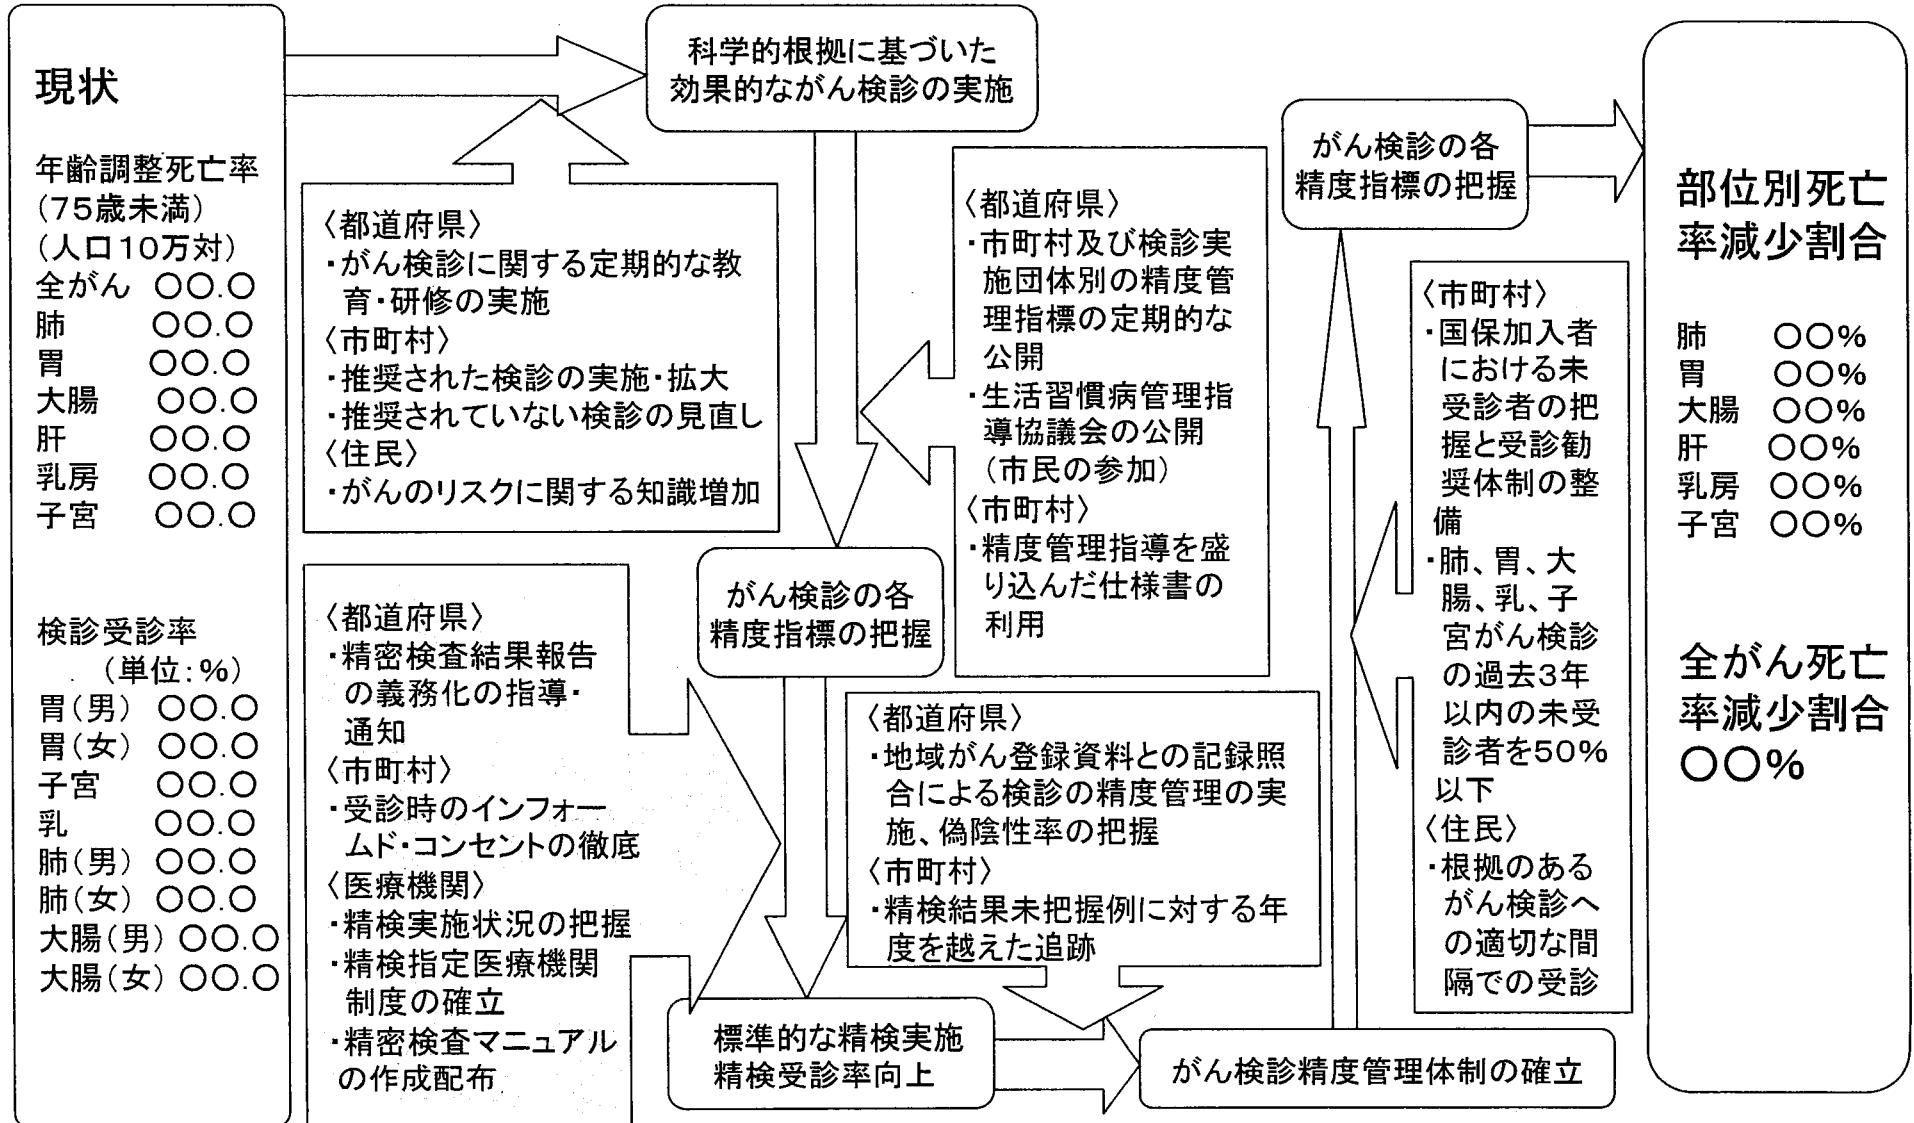 現状
年齢調整死亡率
(75歳未満)
(人口10万対)
全がん ○○.○
肺 ○○.○
胃 ○○.○
大腸 ○○.○
肝 ○○.○
乳房 ○○.○
子宮 ○○.○
検診受診率
(単位:%)
胃(男) ○○.○
胃(女) ○○.○
子宮 ○○.○
乳 ○○.○
肺(男) ○○.○
肺(女) ○○.○
大腸(男) ○○.○
大腸(女) ○○.○
科学的根拠に基づいた
効果的ながん検診の実施
〈都道府県〉
・がん検診に関する定期的な教
育・研修の実施
〈市町村〉
・推奨された検診の実施・拡大
・推奨されていない検診の見直し
〈住民〉
・がんのリスクに関する知識増加
〈都道府県〉
・市町村及び検診実
施団体別の精度管
理指標の定期的な
公開
・生活習慣病管理指
導協議会の公開
(市民の参加)
〈市町村〉
・精度管理指導を盛
り込んだ仕様書の
利用
がん検診の各
精度指標の把握
〈都道府県〉
・精密検査結果報告
の義務化の指導・
通知
〈市町村〉
・受診時のインフォー
ムド・コンセントの徹底
〈医療機関〉
・精検実施状況の把握
・精検指定医療機関
制度の確立
・精密検査マニュアル
の作成配布
標準的な精検実施
精検受診率向上
〈都道府県〉
・地域がん登録資料との記録照
合による検診の精度管理の実
施、偽陰性率の把握
〈市町村〉
・精検結果未把握例に対する年
度を越えた追跡
がん検診精度管理体制の確立
〈市町村〉
・国保加入者
における未
受診者の把
握と受診勧
奨体制の整
備
・肺、胃、大
腸、乳、子
宮がん検診
の過去3年
以内の未受
診者を50%
以下
〈住民〉
・根拠のある
がん検診へ
の適切な間
隔での受診
がん検診の各
精度指標の把握
部位別死亡
率減少割合
肺 ○○%
胃 ○○%
大腸 ○○%
肝 ○○%
乳房 ○○%
子宮 ○○%
全がん死亡
率減少割合
○○%